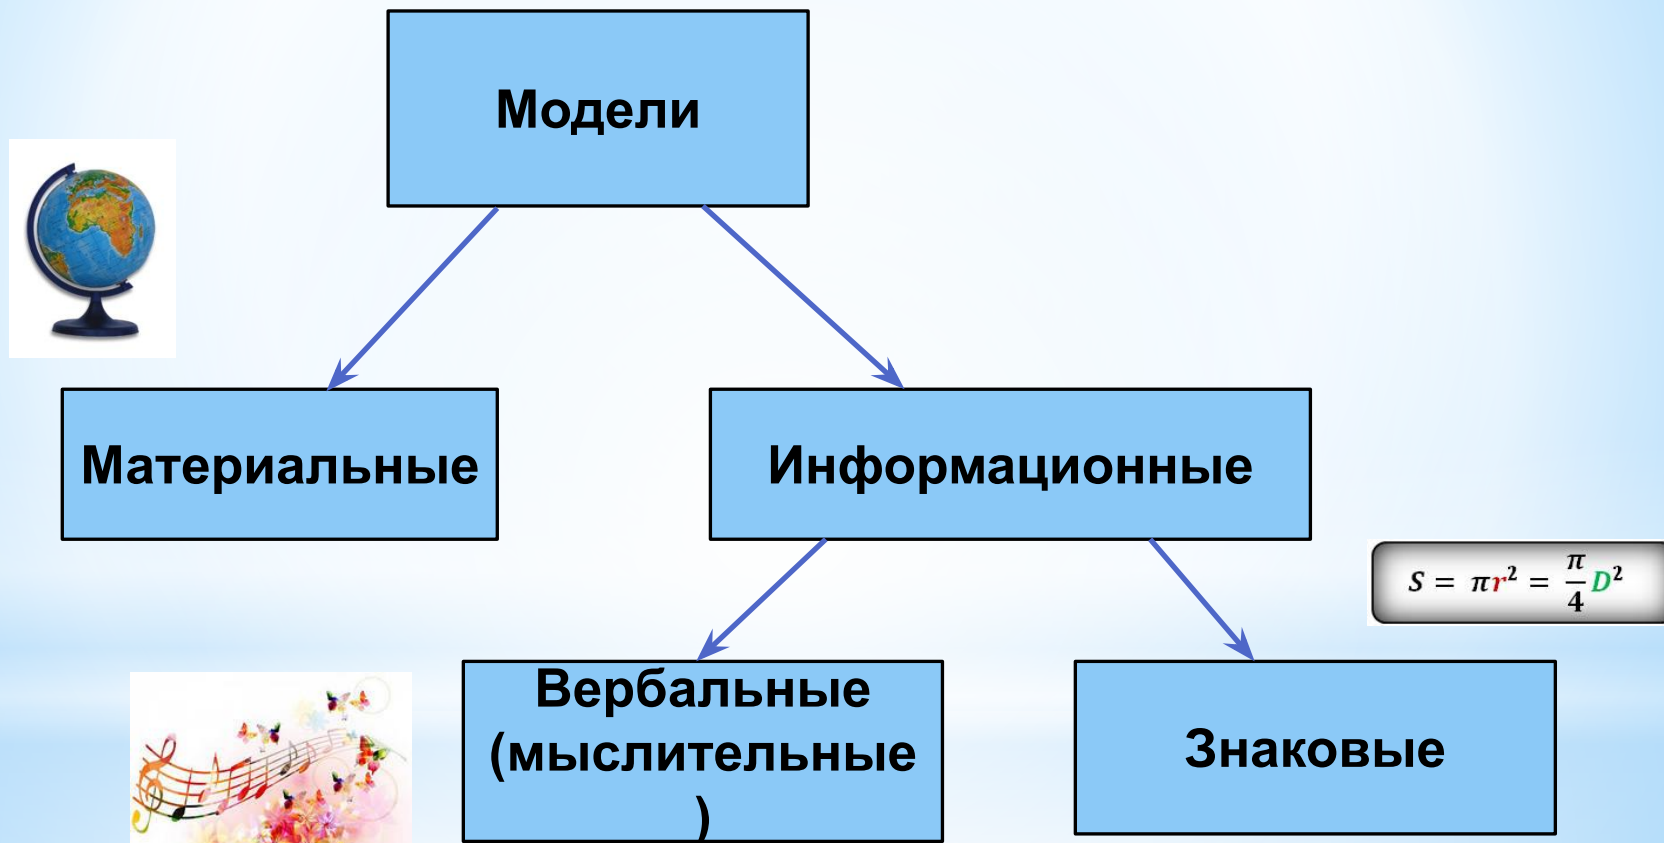 Модели
Материальные
Информационные
S = πr² = π/4 D²
Вербальные
(мыслительные
)
Знаковые